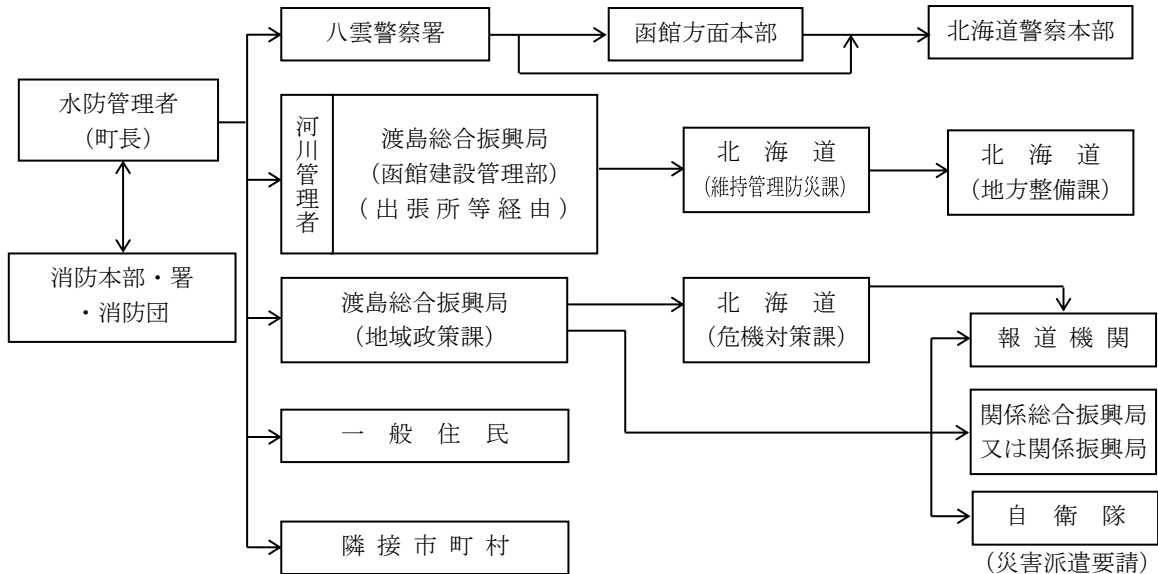 八雲警察署
函館方面本部
北海道警察本部
水防管理者
(町長)
河川管理者
渡島総合振興局
(函館建設管理部)
(出張所等経由)
北海道
(維持管理防災課)
北海道
(地方整備課)
消防本部・署
・消防団
渡島総合振興局
(地域政策課)
北海道
(危機対策課)
報道機関
一般住民
関係総合振興局
又は関係振興局
隣接市町村
自衛隊
(災害派遣要請)